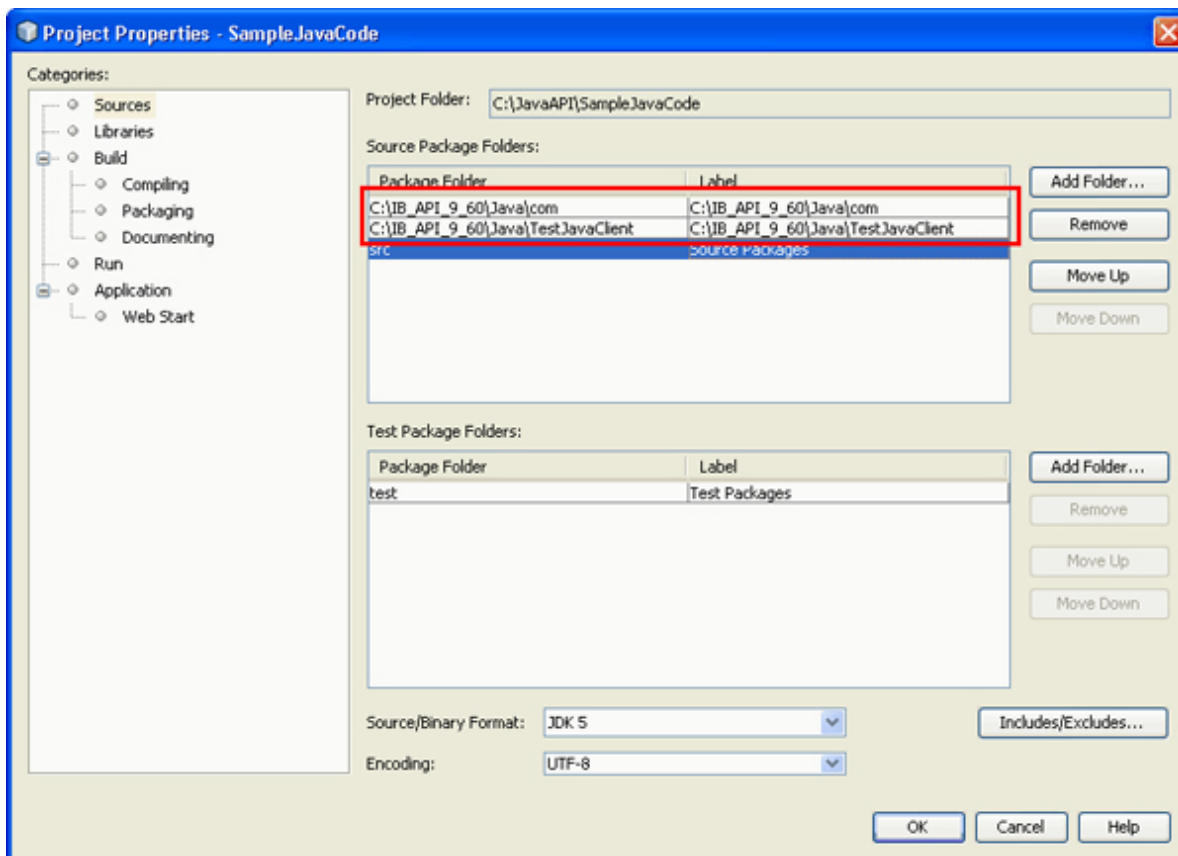 Project Properties - SampleJavaCode
Categories:
Sources
Libraries
Build
Compiling
Packaging
Documenting
Run
Application
Web Start
Project Folder: C:\JavaAPI\SampleJavaCode
Source Package Folders:
Package Folder Label
C:\IB_API_9_60\Java\com C:\IB_API_9_60\Java\com
C:\IB_API_9_60\Java\TestJavaClient C:\IB_API_9_60\Java\TestJavaClient
src Source Packages
Add Folder...
Remove
Move Up
Move Down
Test Package Folders:
Package Folder Label
test Test Packages
Add Folder...
Remove
Move Up
Move Down
Source/Binary Format: JDK 5 Includes/Excludes...
Encoding: UTF-8
OK Cancel Help